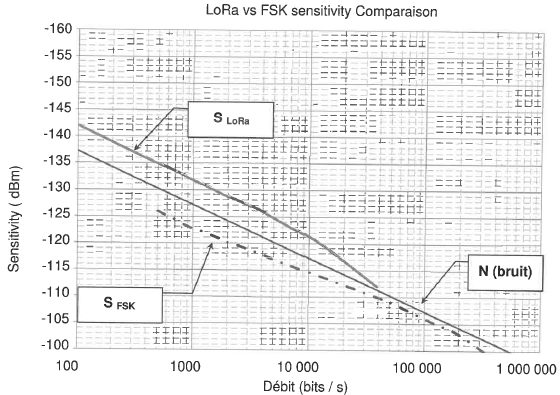 LoRa vs FSK sensitivity Comparaison
-160
-155
-150
-145
-140
-135
-130
-125
-120
-115
-110
-105
-100
Sensitivity ( dBm)
S LoRa
S FSK
N (bruit)
100
1000
10 000
100 000
1 000 000
Débit (bits / s)